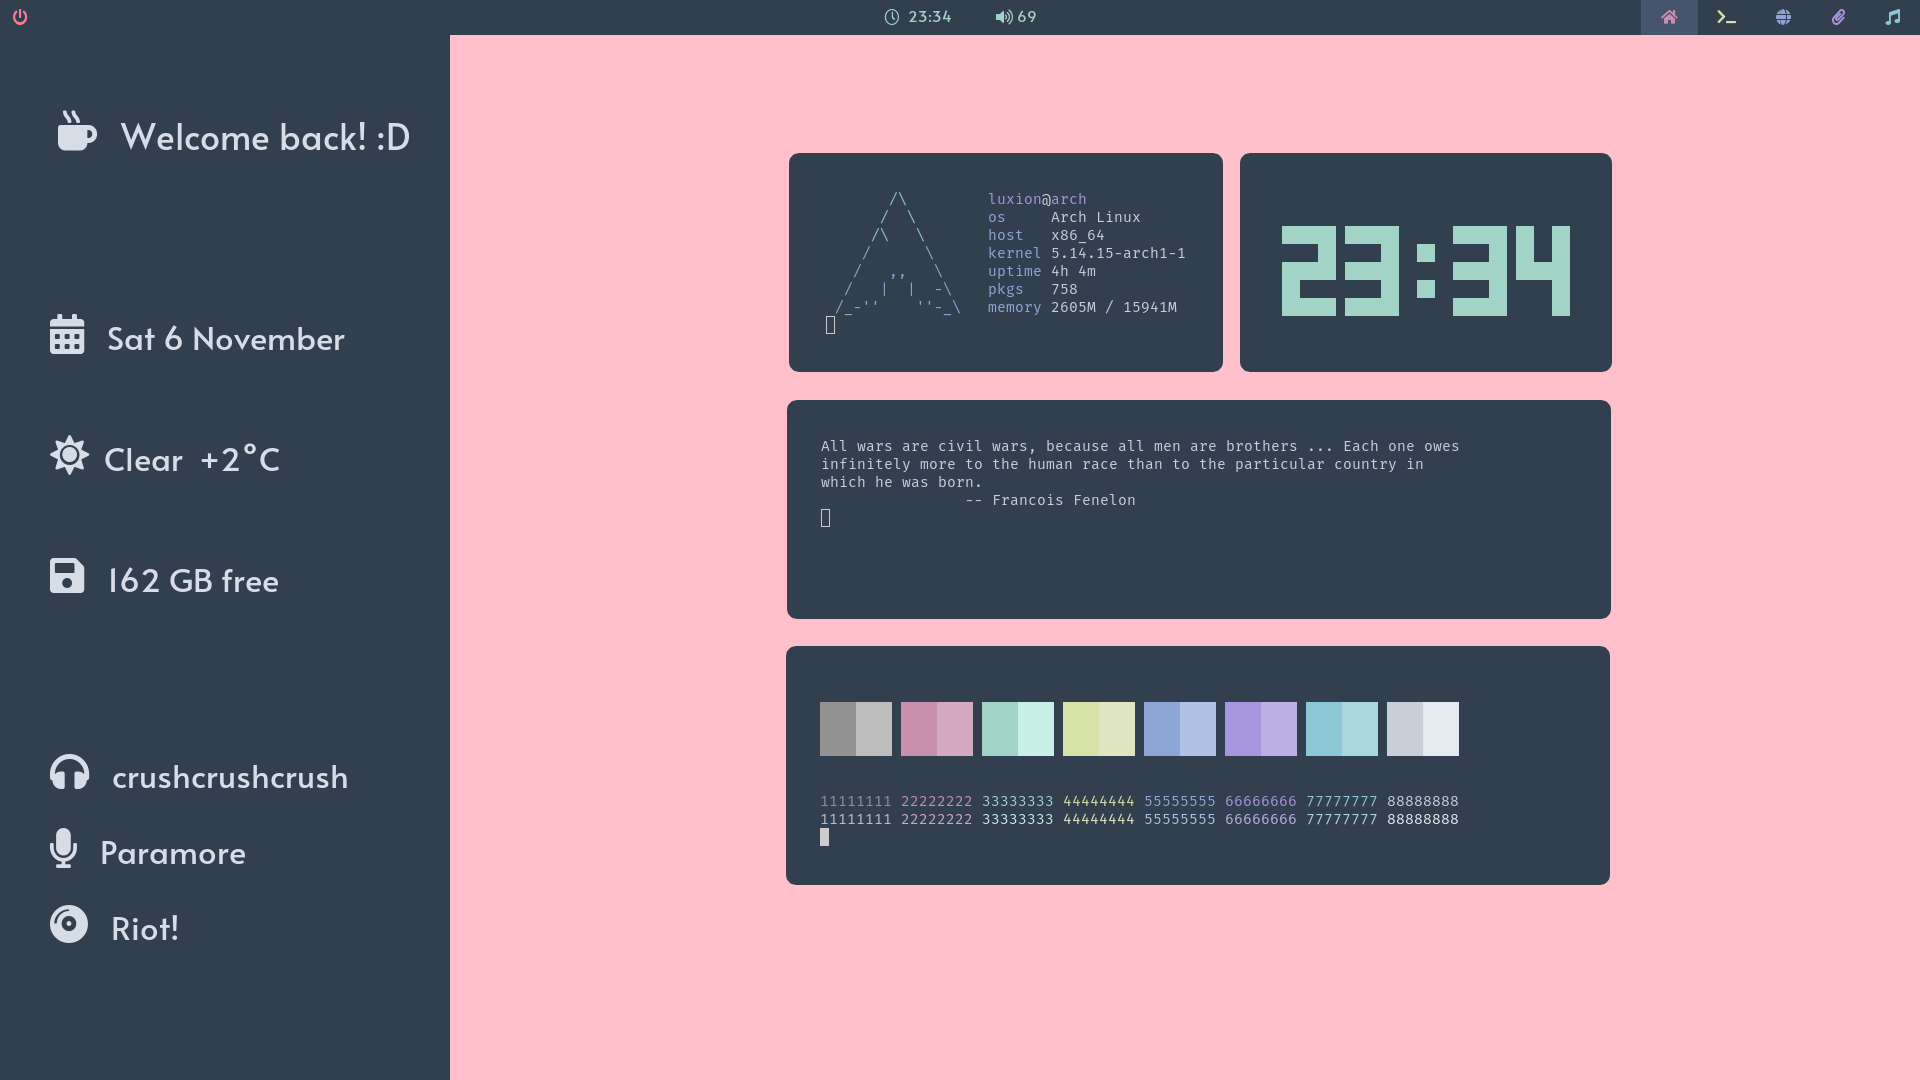 23:34
69
Welcome back! :D
Sat 6 November
Clear +2°C
162 GB free
crushcrushcrush
Paramore
Riot!
luxion@arch
os Arch Linux
host x86_64
kernel 5.14.15-arch1-1
uptime 4h 4m
pkgs 758
memory 2605M / 15941M
23:34
All wars are civil wars, because all men are brothers ... Each one owes
infinitely more to the human race than to the particular country in
which he was born.
-- Francois Fenelon
11111111 22222222 33333333 44444444 55555555 66666666 77777777 88888888
11111111 22222222 33333333 44444444 55555555 66666666 77777777 88888888